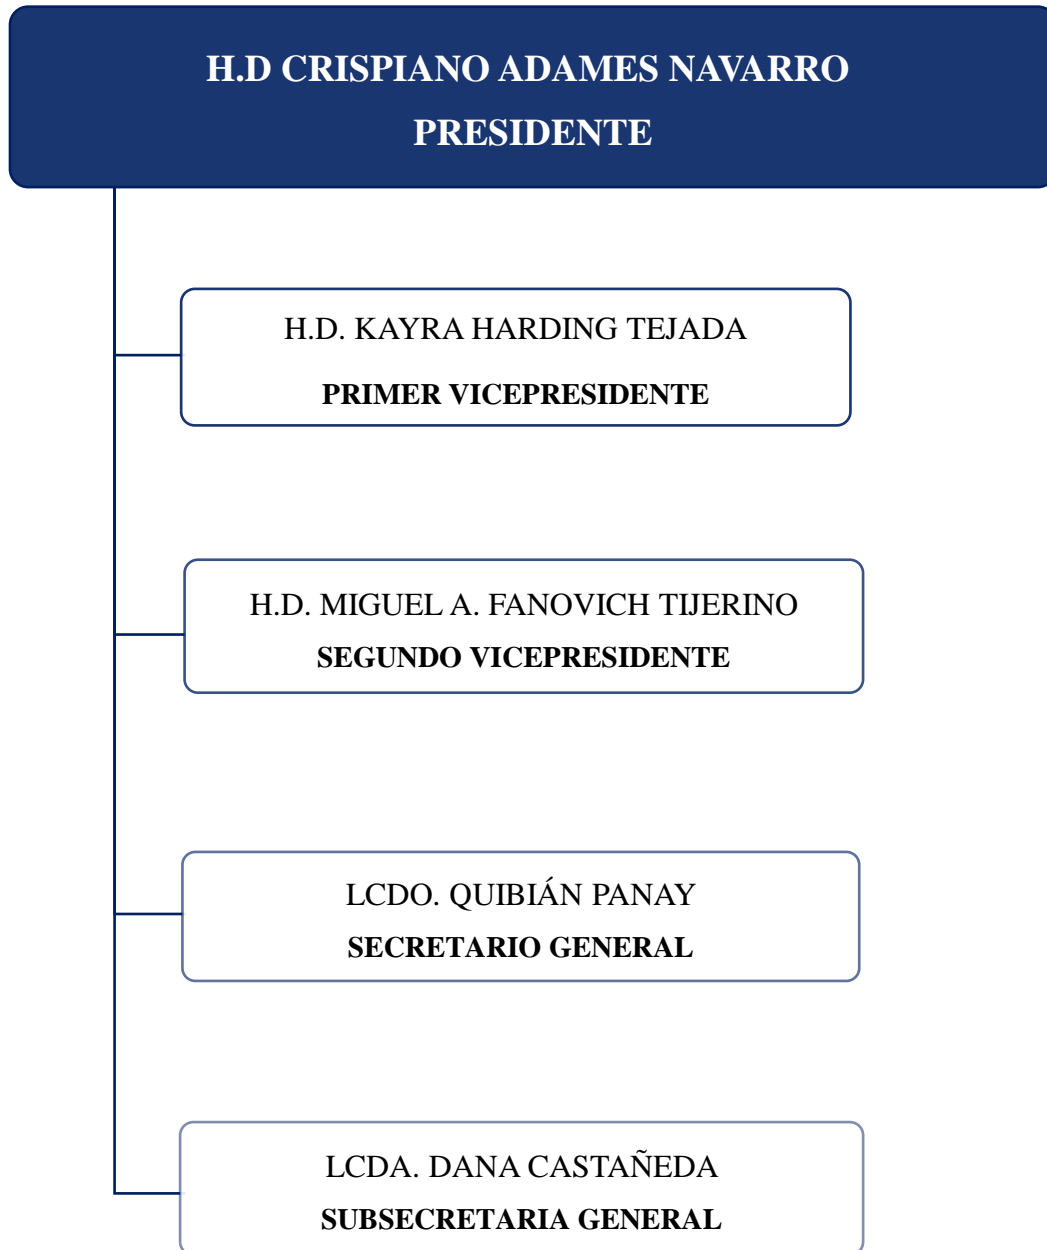 H.D CRISPIANO ADAMES NAVARRO
PRESIDENTE
H.D. KAYRA HARDING TEJADA
PRIMER VICEPRESIDENTE
H.D. MIGUEL A. FANOVICH TIJERINO
SEGUNDO VICEPRESIDENTE
LCDO. QUIBIÁN PANAY
SECRETARIO GENERAL
LCDA. DANA CASTAÑEDA
SUBSECRETARIA GENERAL